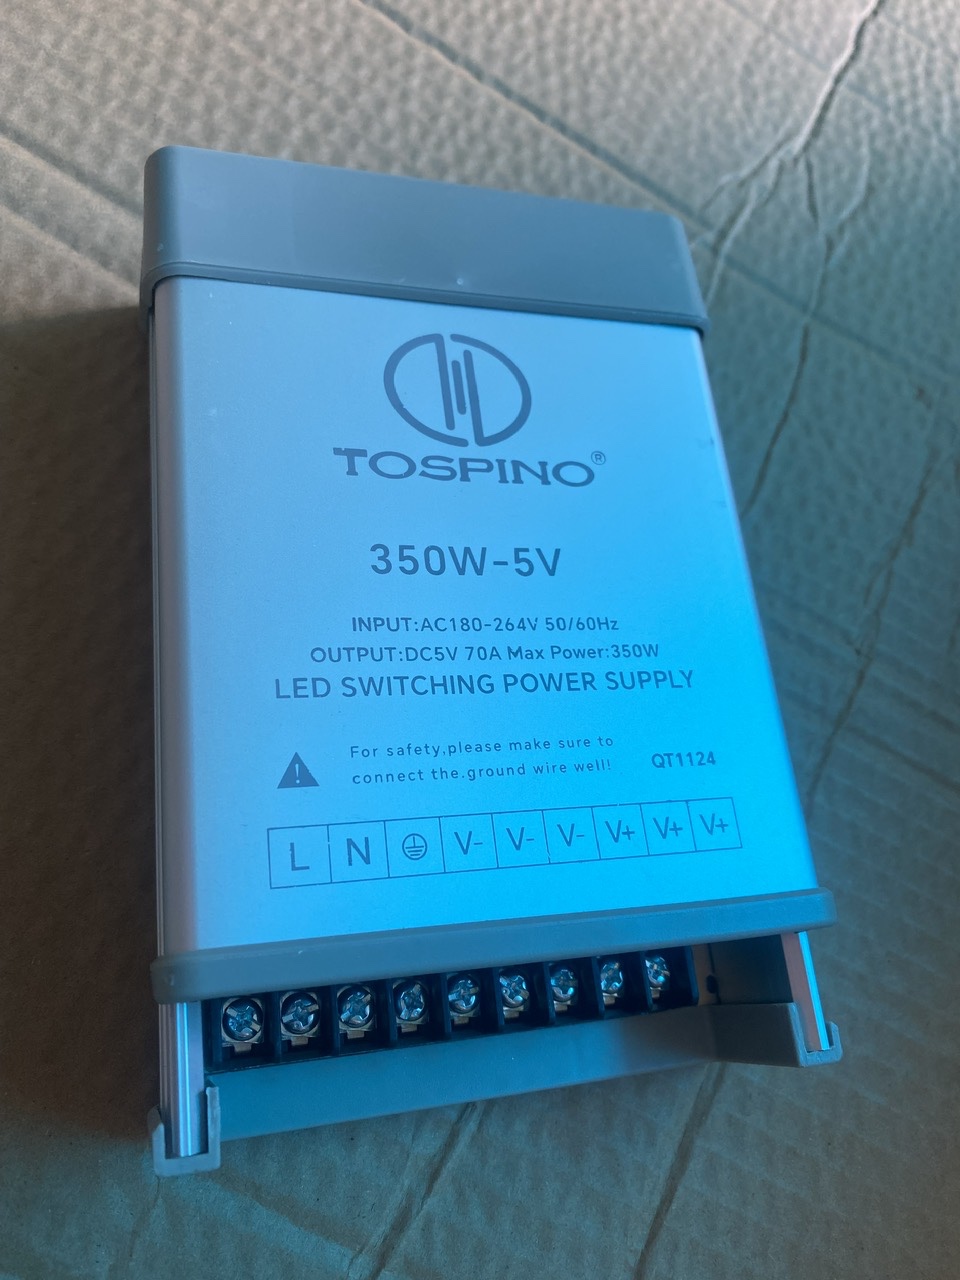 TOSPINO®
350W-5V
INPUT:AC180-264V 50/60Hz
OUTPUT:DC5V 70A Max Power:350W
LED SWITCHING POWER SUPPLY
For safety,please make sure to
connect the.ground wire well!
QT1124
L N V- V- V- V+ V+ V+